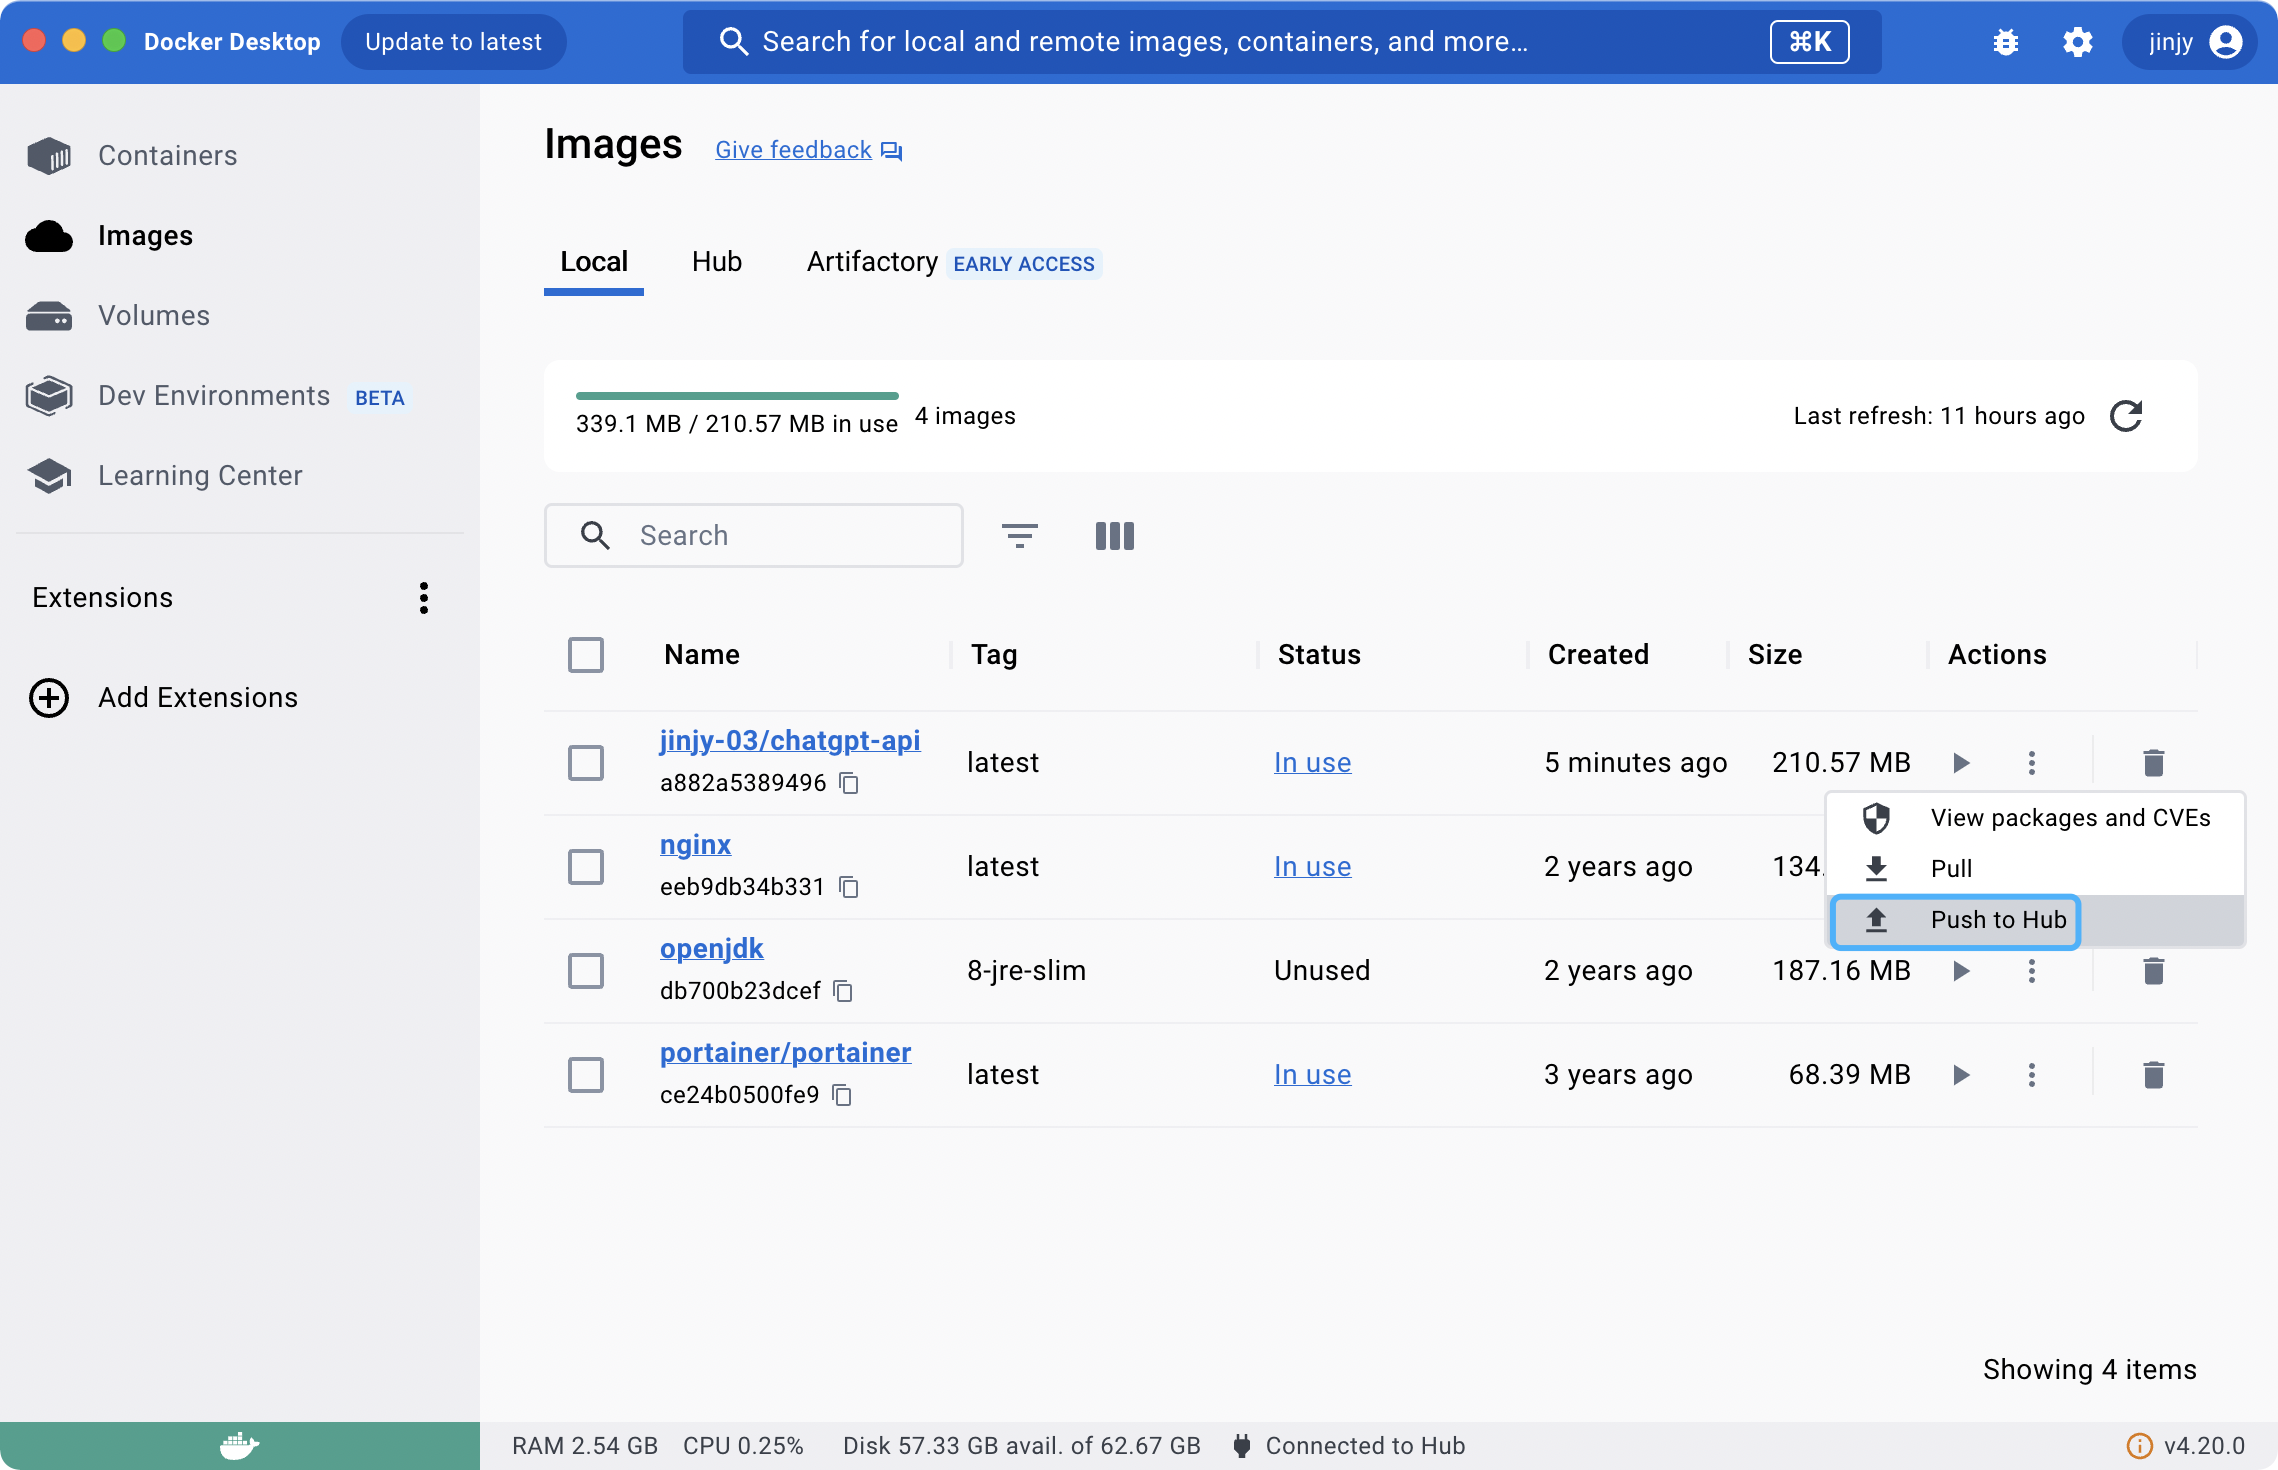 Docker Desktop
Update to latest
Search for local and remote images, containers, and more...
⌘K
jinjy
Containers
Images
Volumes
Dev Environments BETA
Learning Center
Extensions
Add Extensions
Images
Give feedback
Local
Hub
Artifactory EARLY ACCESS
339.1 MB / 210.57 MB in use
4 images
Last refresh: 11 hours ago
Search
Name Tag Status Created Size Actions
jinjy-03/chatgpt-api
a882a5389496
latest In use 5 minutes ago 210.57 MB
nginx
eeb9db34b331
latest In use 2 years ago 134.
openjdk
db700b23dcef
8-jre-slim Unused 2 years ago 187.16 MB
portainer/portainer
ce24b0500fe9
latest In use 3 years ago 68.39 MB
View packages and CVEs
Pull
Push to Hub
Showing 4 items
RAM 2.54 GB CPU 0.25% Disk 57.33 GB avail. of 62.67 GB Connected to Hub
v4.20.0